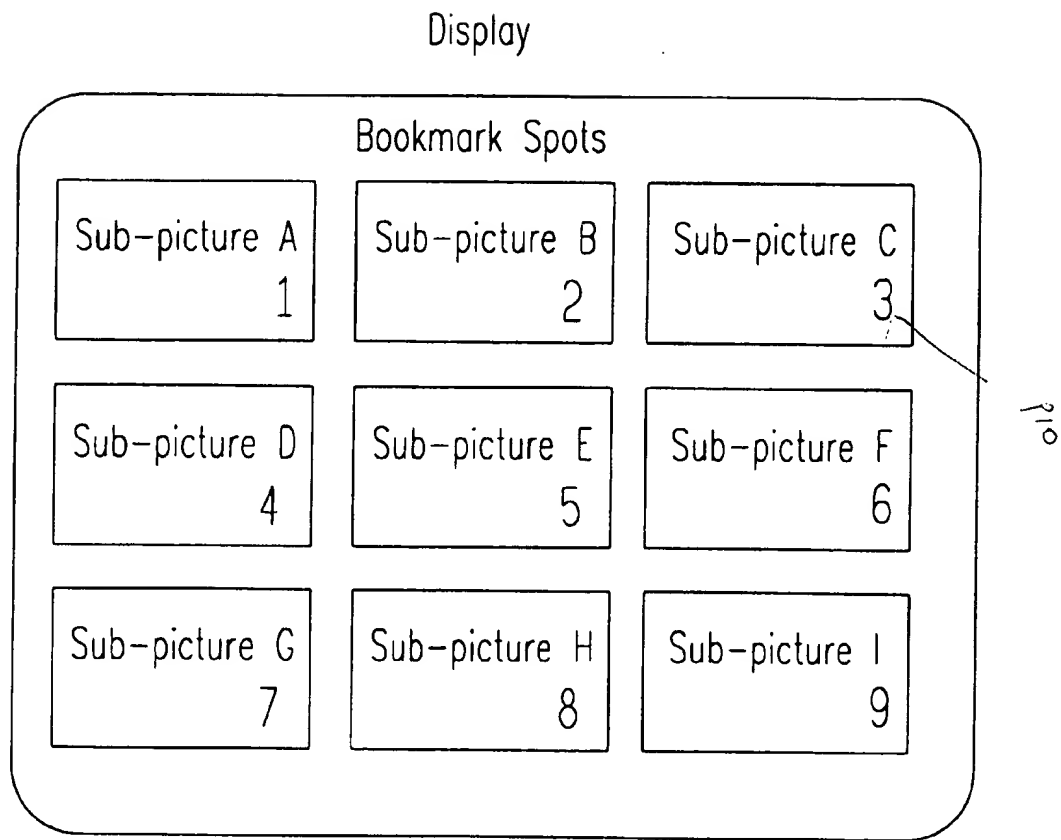 Display
Bookmark Spots
Sub-picture A
1
Sub-picture B
2
Sub-picture C
3
Sub-picture D
4
Sub-picture E
5
Sub-picture F
6
Sub-picture G
7
Sub-picture H
8
Sub-picture I
9